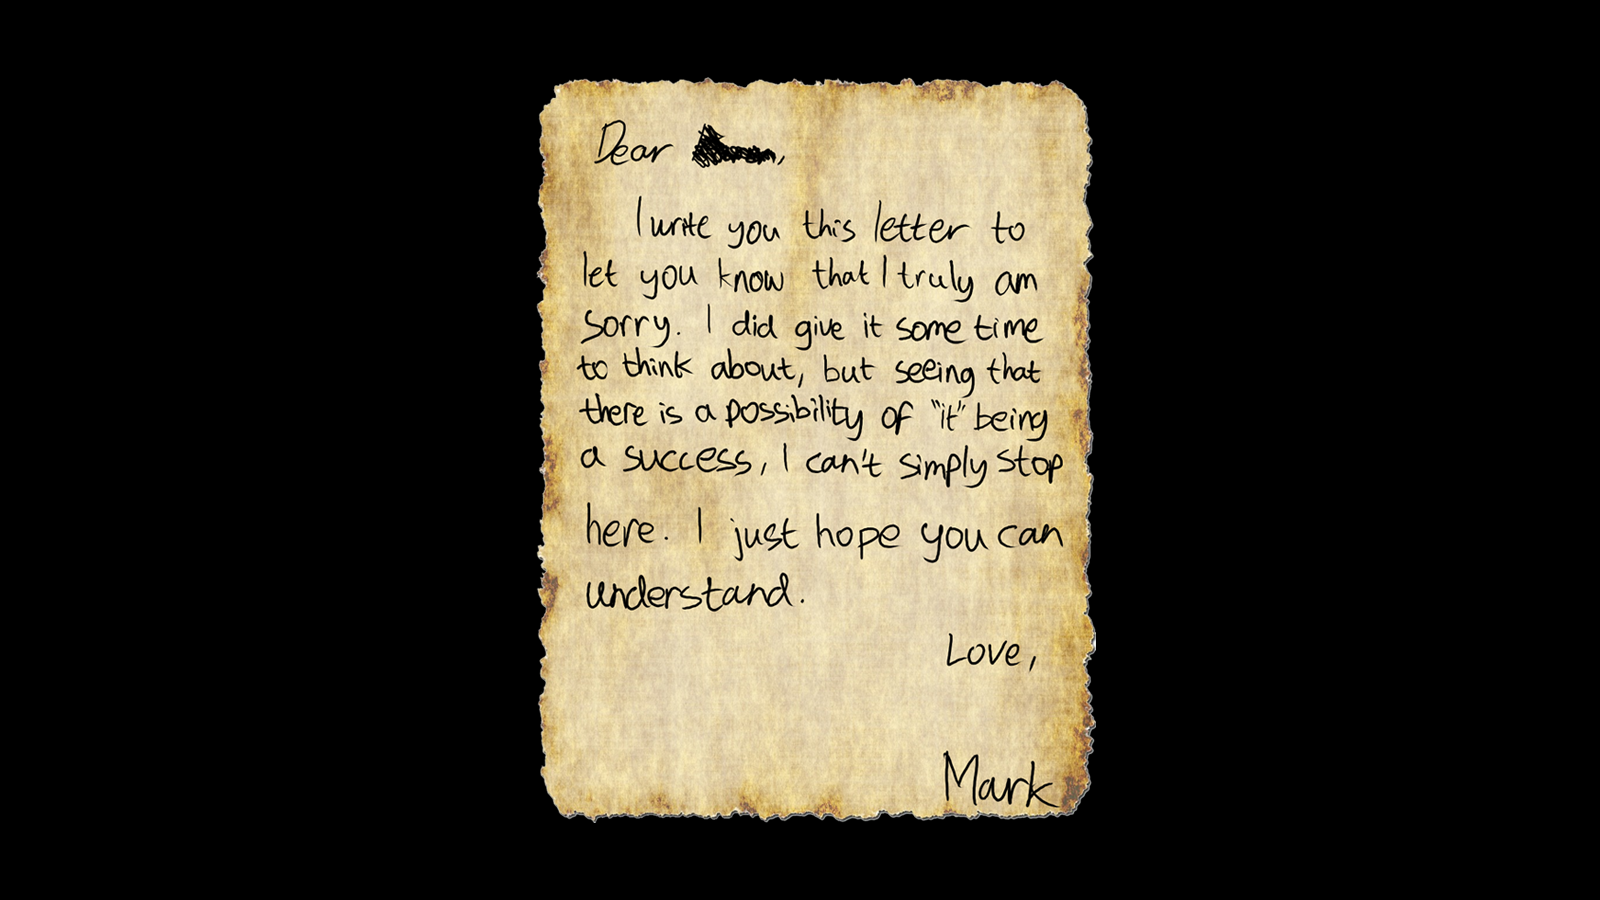 Dear ,
I write you this letter to
let you know that I truly am
sorry. I did give it some time
to think about, but seeing that
there is a possibility of "it" being
a success, I can't simply stop
here. I just hope you can
understand.
Love,
Mark